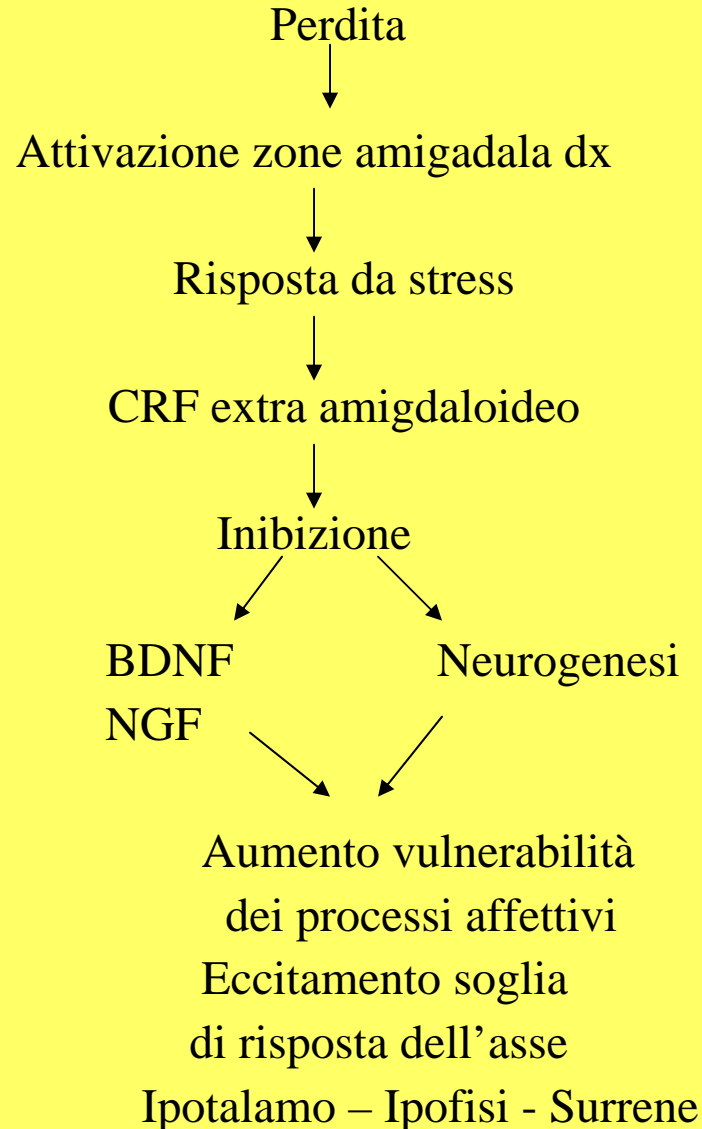 Perdita
Attivazione zone amigadala dx
Risposta da stress
CRF extra amigdaloideo
Inibizione
BDNF Neurogenesi
NGF
Aumento vulnerabilità
dei processi affettivi
Eccitamento soglia
di risposta dell’asse
Ipotalamo – Ipofisi - Surrene